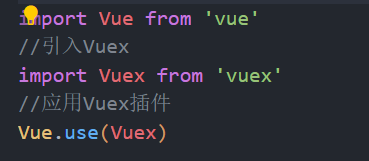 import Vue from 'vue'
//引入Vuex
import Vuex from 'vuex'
//应用Vuex插件
Vue.use(Vuex)